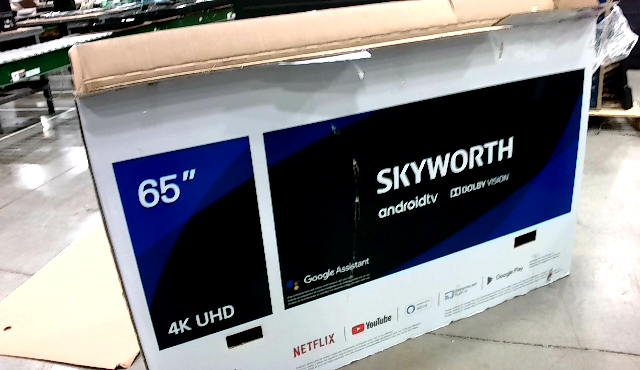 65"
4K UHD
SKYWORTH
androidtv
DOLBY VISION
Google Assistant
NETFLIX
YouTube
Google Play